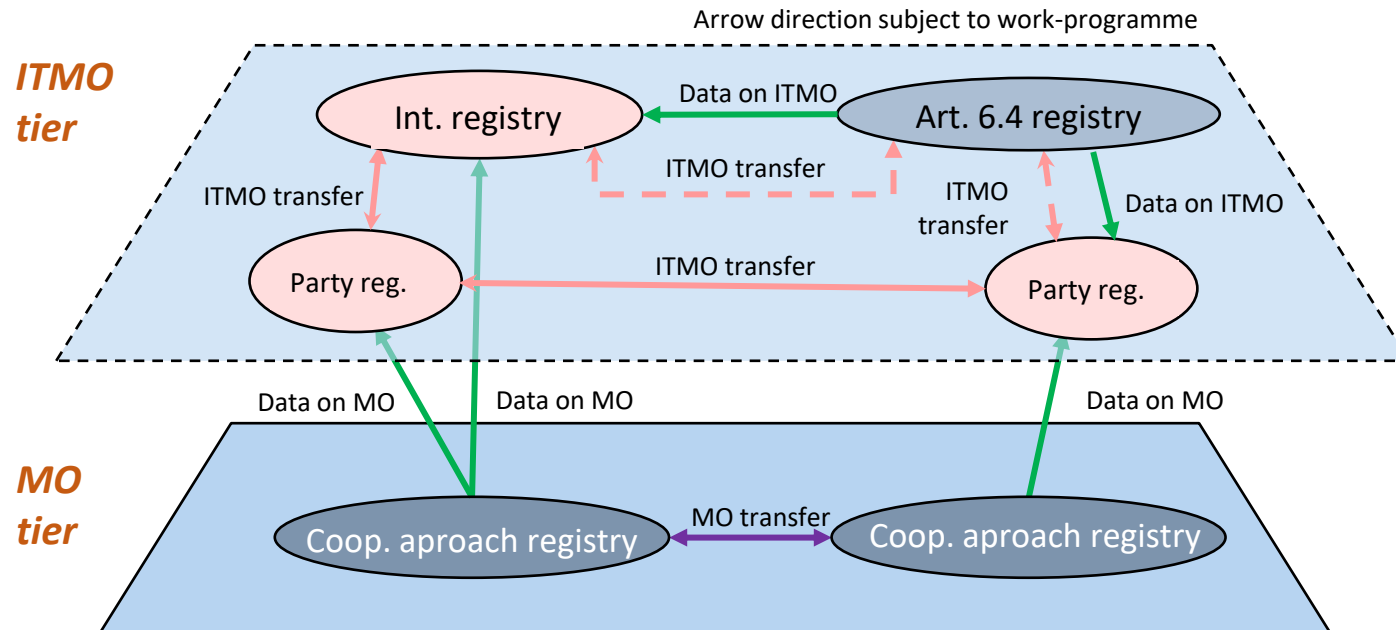 Arrow direction subject to work-programme
ITMO
tier
Data on ITMO
Int. registry
Art. 6.4 registry
ITMO transfer
ITMO transfer
ITMO
transfer
Data on ITMO
ITMO transfer
Party reg.
Party reg.
Data on MO
Data on MO
Data on MO
MO
tier
MO transfer
Coop. aproach registry
Coop. aproach registry